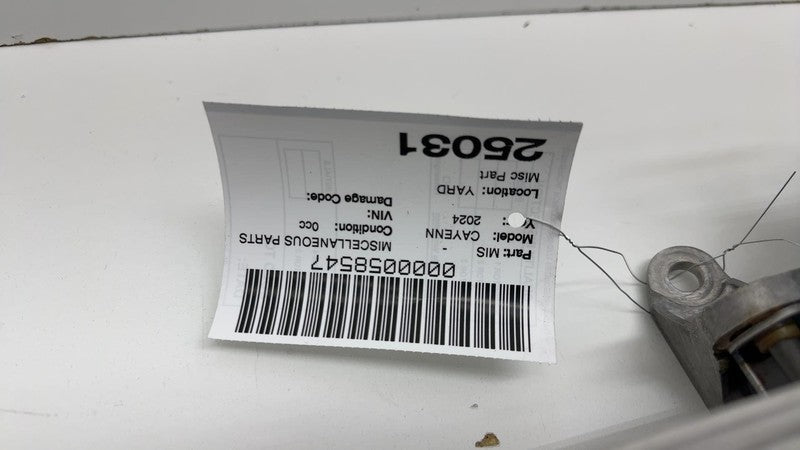 0000058547
Part: MIS - MISCELLANEOUS PARTS
Model: CAYENN Condition: 0cc
2024 VIN:
Damage Code:
Location: YARD
Misc Part
25031